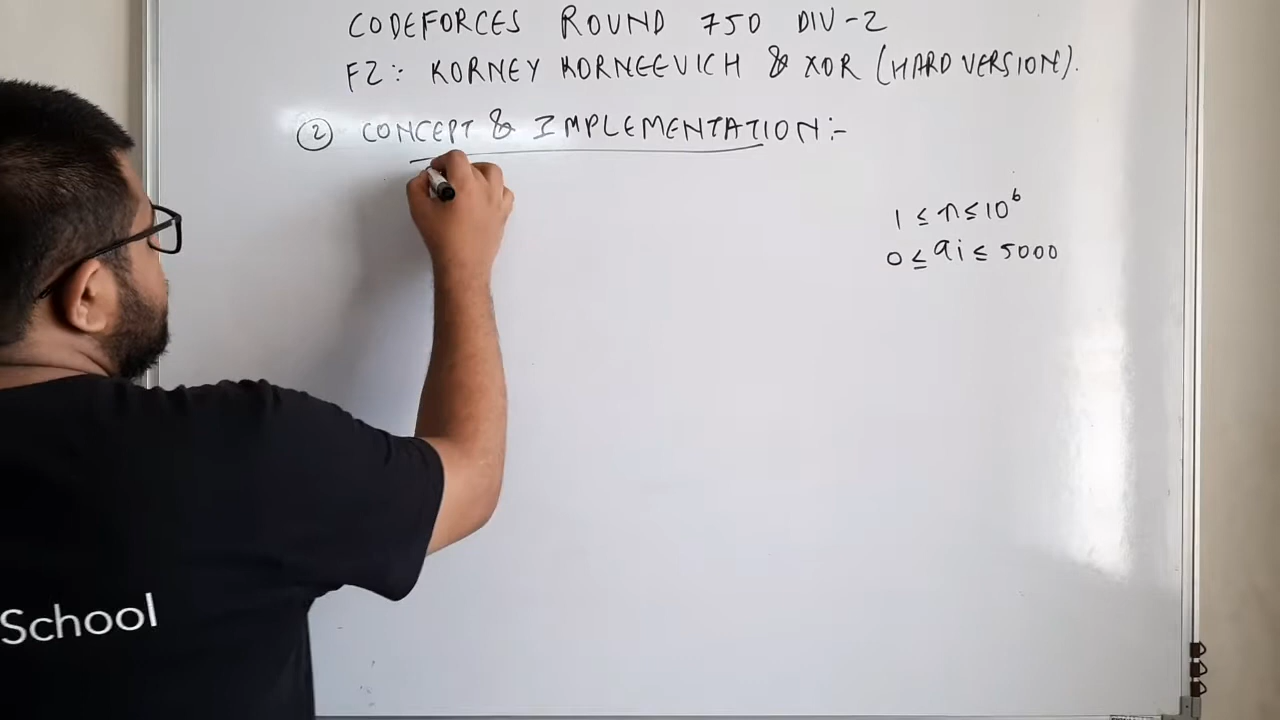 CODEFORCES ROUND 750 DIV-2
F2:- KORNEY KORNEEVICH & XOR (HARD VERSION).
② CONCEPT & IMPLEMENTATION:-
1 ≤ n ≤ 10⁶
0 ≤ ai ≤ 5000
School